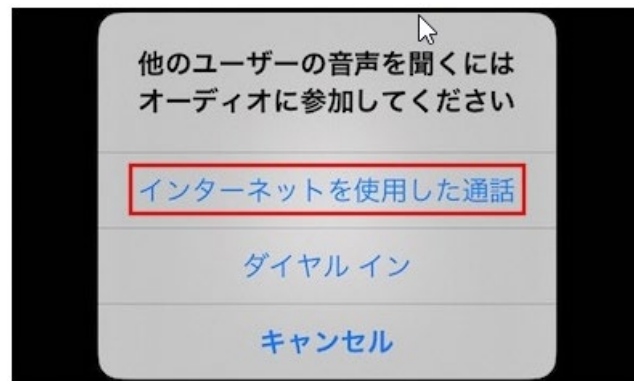 他のユーザーの音声を聞くには
オーディオに参加してください
インターネットを使用した通話
ダイヤル イン
キャンセル